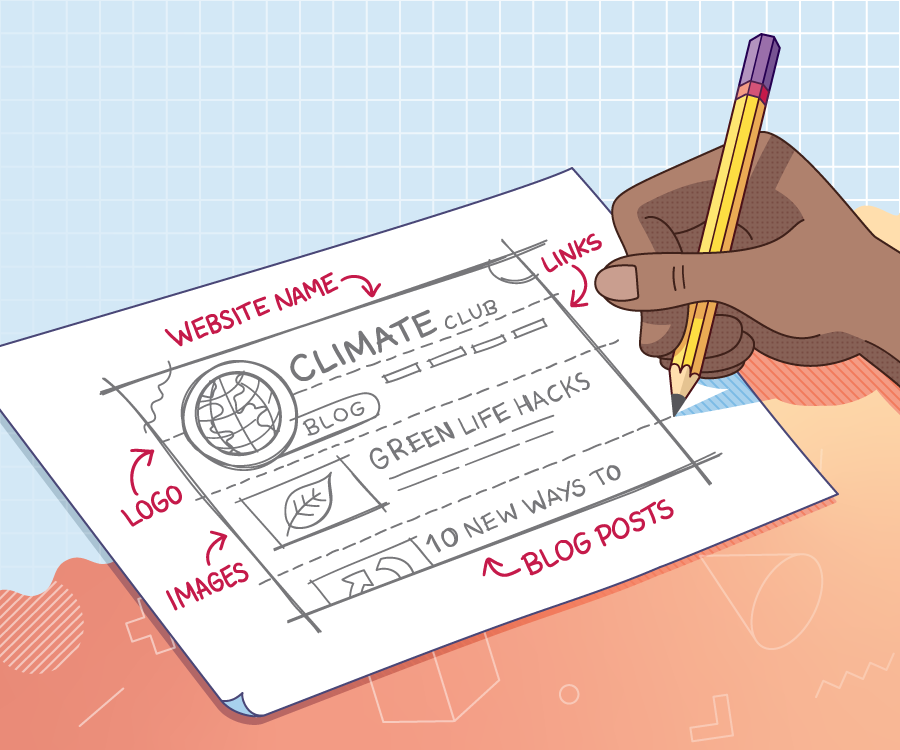 WEBSITE NAME
LINKS
CLIMATE CLUB
BLOG
GREEN LIFE HACKS
LOGO
10 NEW WAYS TO
IMAGES
BLOG POSTS